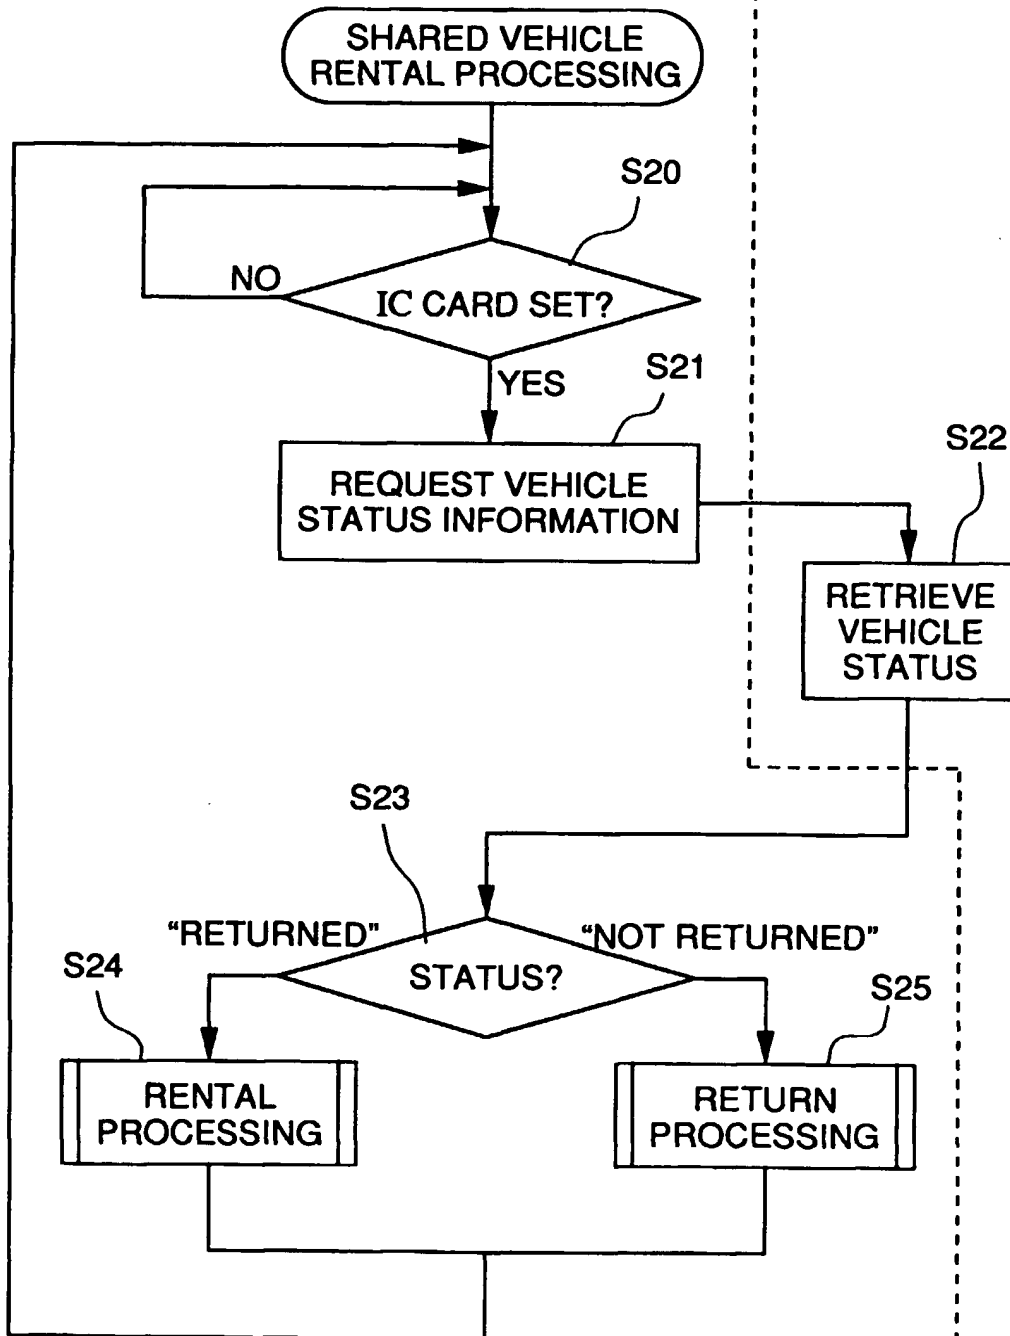 SHARED VEHICLE
RENTAL PROCESSING
S20
NO
IC CARD SET?
YES
S21
REQUEST VEHICLE
STATUS INFORMATION
S22
RETRIEVE
VEHICLE
STATUS
S23
“RETURNED”
“NOT RETURNED”
STATUS?
S24
S25
RENTAL
PROCESSING
RETURN
PROCESSING